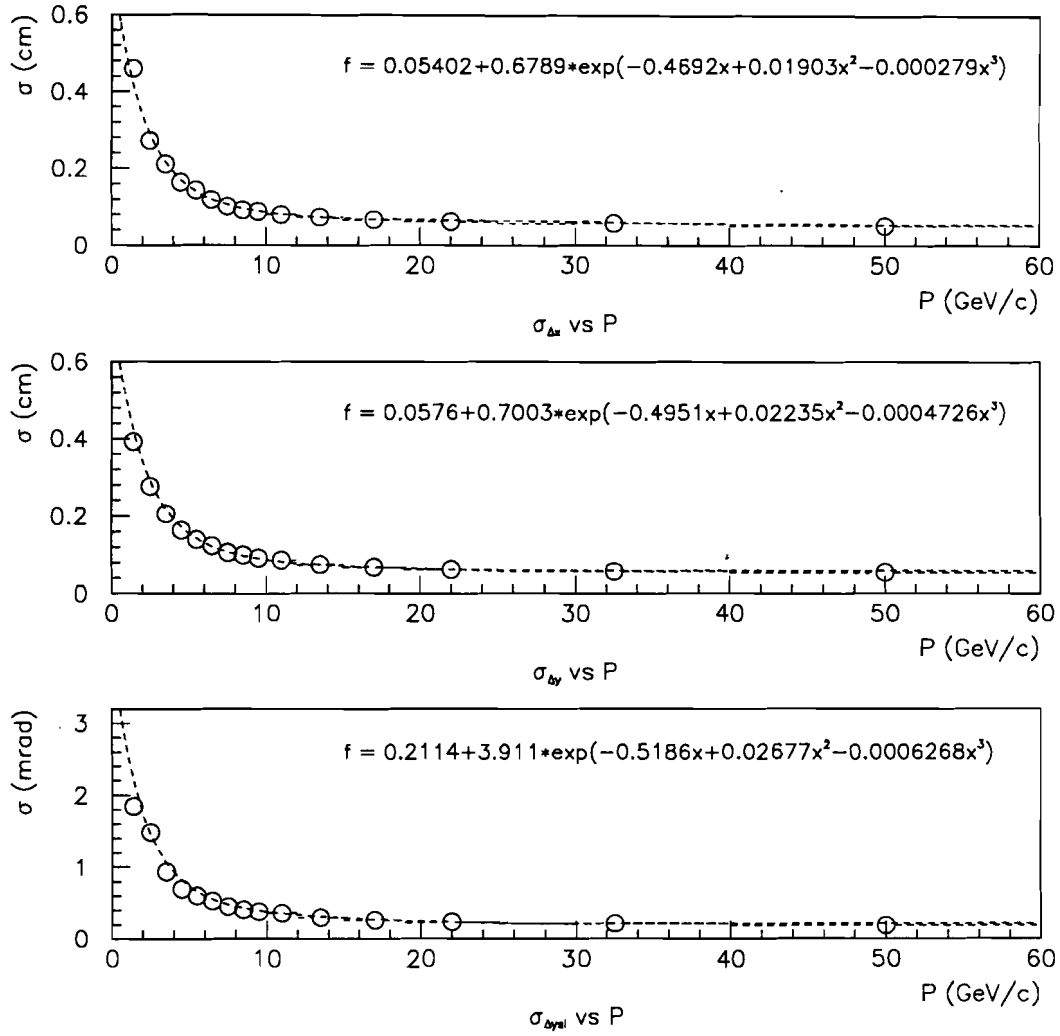 σ (cm)
0.6
0.4
0.2
0
f = 0.05402+0.6789*exp(−0.4692x+0.01903x²−0.000279x³)
0 10 20 30 40 50 60
P (GeV/c)
σ_Δx vs P
σ (cm)
0.6
0.4
0.2
0
f = 0.0576+0.7003*exp(−0.4951x+0.02235x²−0.0004726x³)
0 10 20 30 40 50 60
P (GeV/c)
σ_Δy vs P
σ (mrad)
3
2
1
0
f = 0.2114+3.911*exp(−0.5186x+0.02677x²−0.0006268x³)
0 10 20 30 40 50 60
P (GeV/c)
σ_Δysl vs P